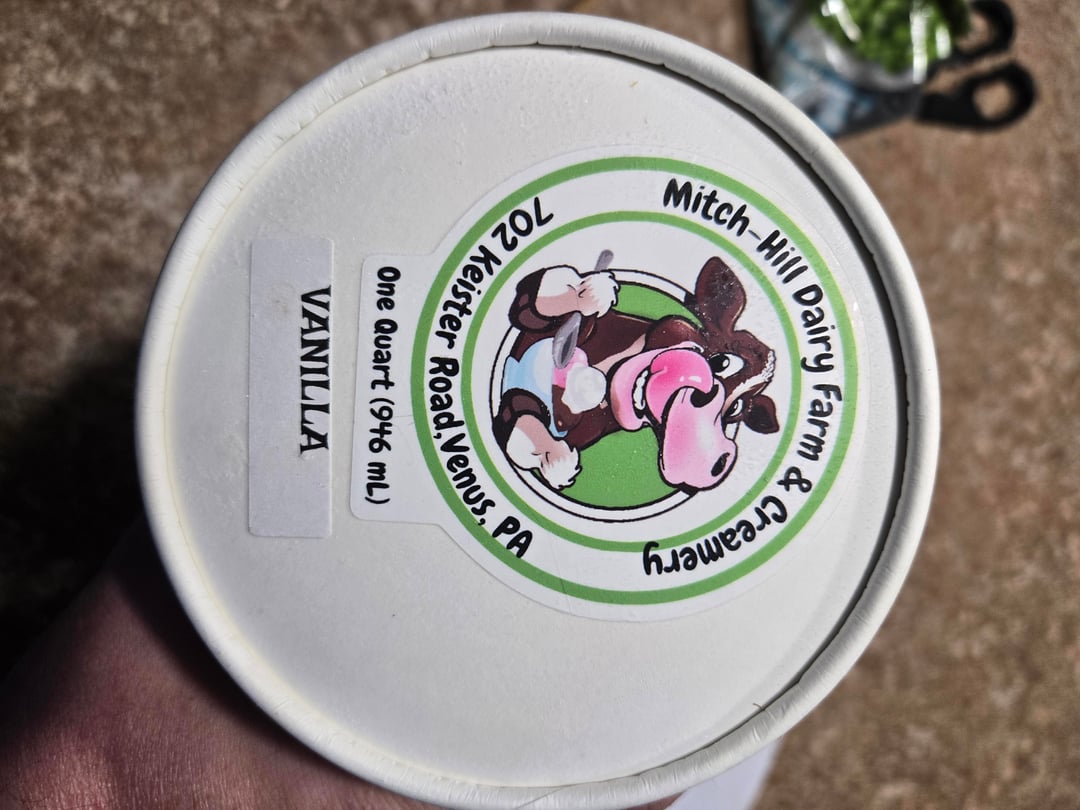 Mitch-Hill Dairy Farm & Creamery
702 Keister Road, Venus, PA
One Quart (946 mL)
VANILLA